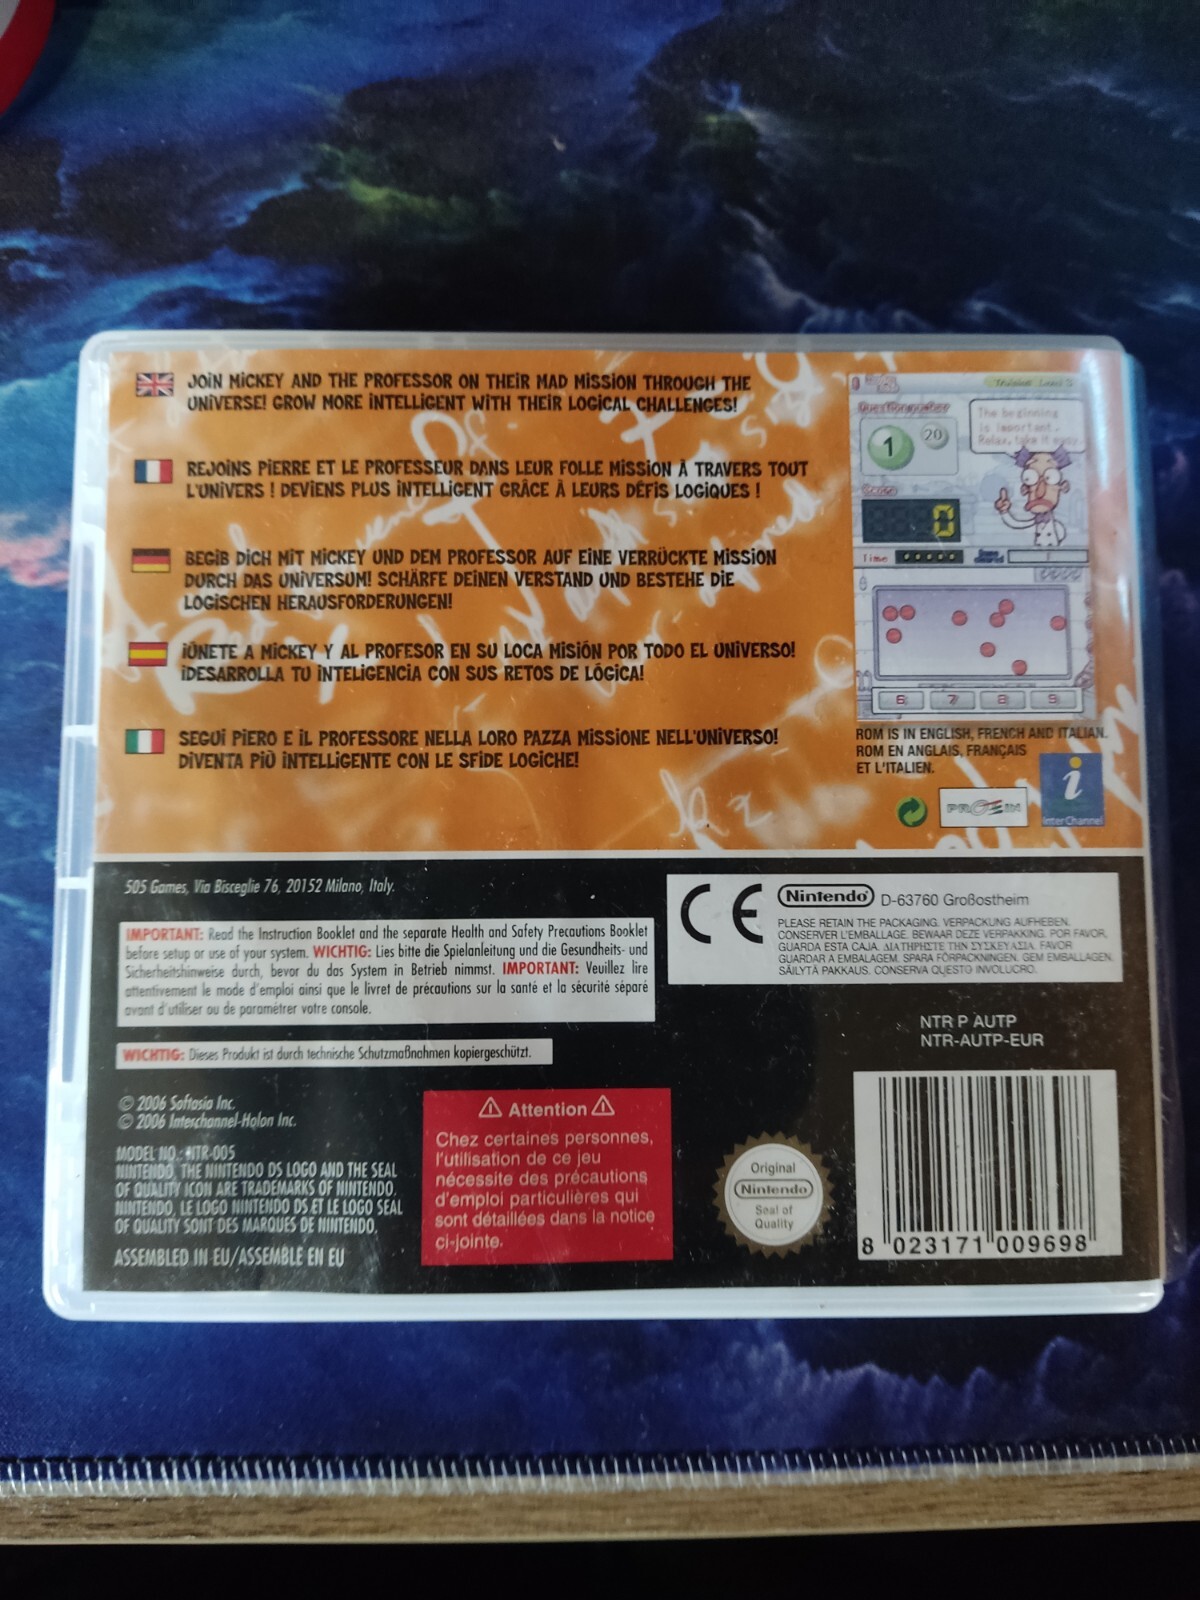 JOIN MICKEY AND THE PROFESSOR ON THEIR MAD MISSION THROUGH THE
UNIVERSE! GROW MORE INTELLIGENT WITH THEIR LOGICAL CHALLENGES!
REJOINS PIERRE ET LE PROFESSEUR DANS LEUR FOLLE MISSION À TRAVERS TOUT
L'UNIVERS ! DEVIENS PLUS INTELLIGENT GRÂCE À LEURS DÉFIS LOGIQUES !
BEGIB DICH MIT MICKEY UND DEM PROFESSOR AUF EINE VERRÜCKTE MISSION
DURCH DAS UNIVERSUM! SCHÄRFE DEINEN VERSTAND UND BESTEHE DIE
LOGISCHEN HERAUSFORDERUNGEN!
¡ÚNETE A MICKEY Y AL PROFESOR EN SU LOCA MISIÓN POR TODO EL UNIVERSO!
¡DESARROLLA TU INTELIGENCIA CON SUS RETOS DE LÓGICA!
SEGUI PIERO E IL PROFESSORE NELLA LORO PAZZA MISSIONE NELL'UNIVERSO!
DIVENTA PIÙ INTELLIGENTE CON LE SFIDE LOGICHE!
Question number
1 20
The beginning
is important.
Relax, take it easy.
Score
0
Time
6 7 8 9
ROM IS IN ENGLISH, FRENCH AND ITALIAN.
ROM EN ANGLAIS, FRANÇAIS
ET L'ITALIEN.
PROEIN
i
InterChannel
505 Games, Via Bisceglie 76, 20152 Milano, Italy.
IMPORTANT: Read the Instruction Booklet and the separate Health and Safety Precautions Booklet
before setup or use of your system. WICHTIG: Lies bitte die Spielanleitung und die Gesundheits- und
Sicherheitshinweise durch, bevor du das System in Betrieb nimmst. IMPORTANT: Veuillez lire
attentivement le mode d'emploi ainsi que le livret de précautions sur la santé et la sécurité séparé
avant d'utiliser ou de paramétrer votre console.
WICHTIG: Dieses Produkt ist durch technische Schutzmaßnahmen kopiergeschützt.
CE
Nintendo D-63760 Großostheim
PLEASE RETAIN THE PACKAGING. VERPACKUNG AUFHEBEN.
CONSERVER L'EMBALLAGE. BEWAAR DEZE VERPAKKING. POR FAVOR,
GUARDA ESTA CAJA. ΔΙΑΤΗΡΗΣΤΕ ΤΗΝ ΣΥΣΚΕΥΑΣΙΑ. FAVOR
GUARDAR A EMBALAGEM. SPARA FÖRPACKNINGEN. GEM EMBALLAGEN.
SÄILYTÄ PAKKAUS. CONSERVA QUESTO INVOLUCRO.
NTR P AUTP
NTR-AUTP-EUR
© 2006 Saftasia Inc.
© 2006 Interchannel-Holon Inc.
MODEL NO.: NTR-005
NINTENDO, THE NINTENDO DS LOGO AND THE SEAL
OF QUALITY ICON ARE TRADEMARKS OF NINTENDO.
NINTENDO, LE LOGO NINTENDO DS ET LE LOGO SEAL
OF QUALITY SONT DES MARQUES DE NINTENDO.
ASSEMBLED IN EU/ASSEMBLE EN EU
Attention
Chez certaines personnes,
l'utilisation de ce jeu
nécessite des précautions
d'emploi particulières qui
sont détaillées dans la notice
ci-jointe.
Original
Nintendo
Seal of
Quality
8 023171 009698